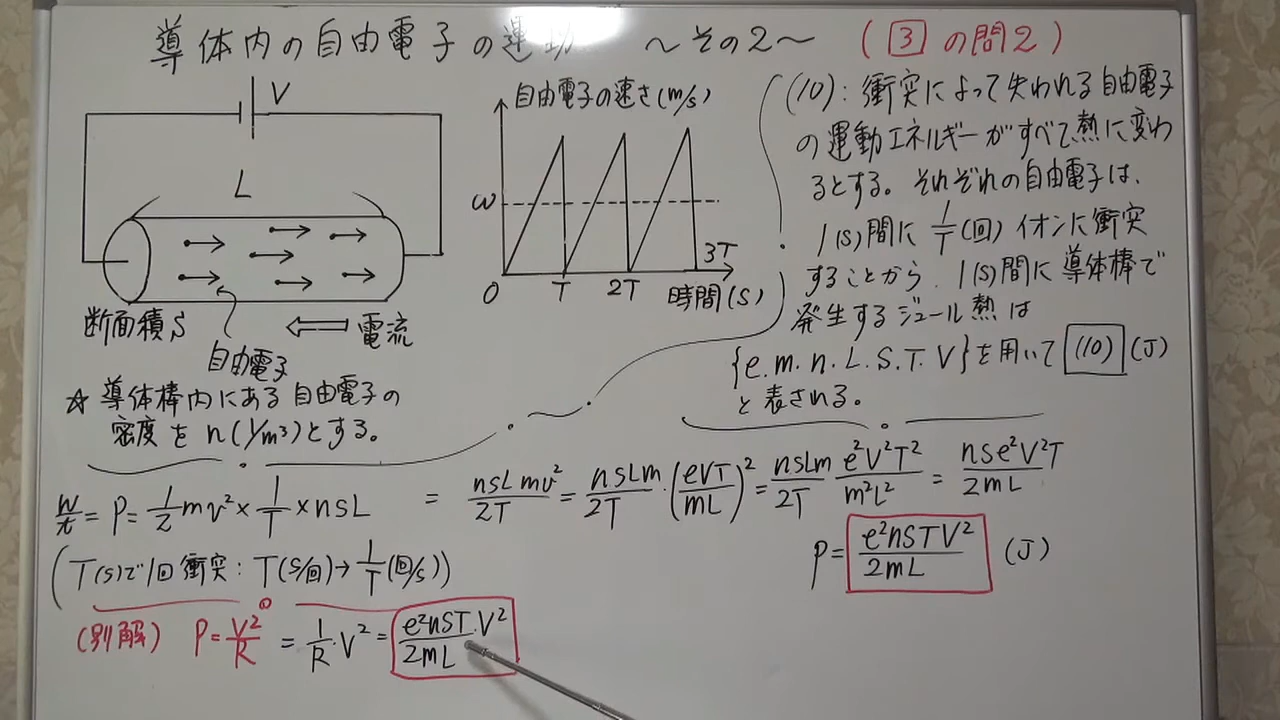 導体内の自由電子の運動 ～その2～ (③の問2)
V
L
断面積S
自由電子
電流
☆ 導体棒内にある自由電子の
密度をn(1/m³)とする。
自由電子の速さ(m/s)
ω
0 T 2T 3T
時間(S)
(10): 衝突によって失われる自由電子
の運動エネルギーがすべて熱に変わ
るとする。それぞれの自由電子は、
1(s)間に 1/T(回) イオンに衝突
することから、1(s)間に導体棒で
発生するジュール熱は
{e.m.n.L.S.T.V}を用いて (10) (J)
と表される。
W/t = P = 1/2 mv² × 1/T × nSL = nSLmv²/2T = nSLm/2T・(eVT/mL)² = nSLm/2T e²V²T²/m²L² = nSe²V²T/2mL
(T(s)で1回衝突: T(s/回)→1/T(回/s))
P = e²nSTV²/2mL (J)
(別解) P = V²/R = 1/R・V² = e²nST/2mL・V²